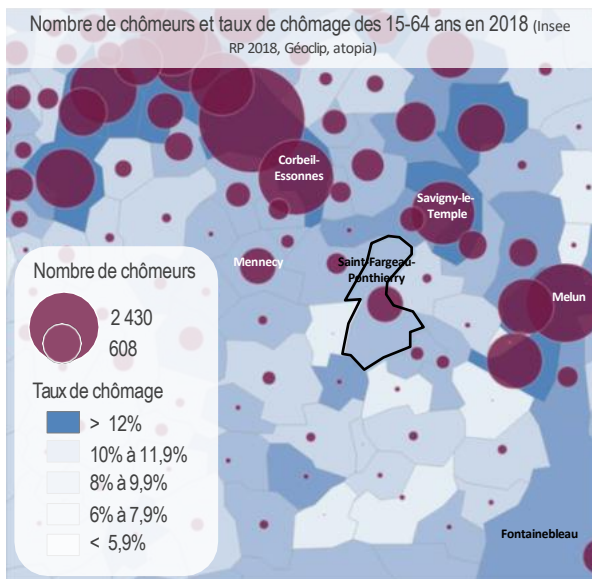 Nombre de chômeurs et taux de chômage des 15-64 ans en 2018 (Insee
RP 2018, Géoclip, atopia)
Corbeil-
Essonnes
Savigny-le-
Temple
Mennecy
Saint-Fargeau-
Ponthierry
Melun
Nombre de chômeurs
2 430
608
Taux de chômage
> 12%
10% à 11,9%
8% à 9,9%
6% à 7,9%
< 5,9%
Fontainebleau